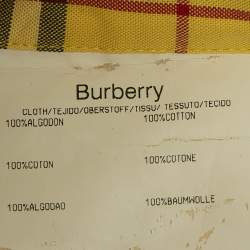 Burberry
CLOTH/TEJIDO/OBERSTOFF/TISSU/ TESSUTO/TECIDO
100%ALGODON 100%COTTON
100%COTON 100%COTONE
100%ALGODAO 100%BAUMWOLLE